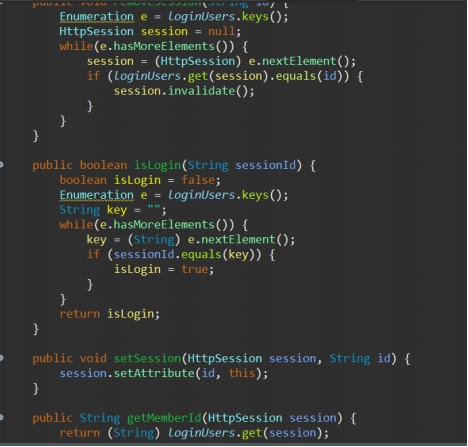 public void removeSession(String id) {
Enumeration e = loginUsers.keys();
HttpSession session = null;
while(e.hasMoreElements()) {
session = (HttpSession) e.nextElement();
if (loginUsers.get(session).equals(id)) {
session.invalidate();
}
}
}
public boolean isLogin(String sessionId) {
boolean isLogin = false;
Enumeration e = loginUsers.keys();
String key = "";
while(e.hasMoreElements()) {
key = (String) e.nextElement();
if (sessionId.equals(key)) {
isLogin = true;
}
}
return isLogin;
}
public void setSession(HttpSession session, String id) {
session.setAttribute(id, this);
}
public String getMemberId(HttpSession session) {
return (String) loginUsers.get(session);